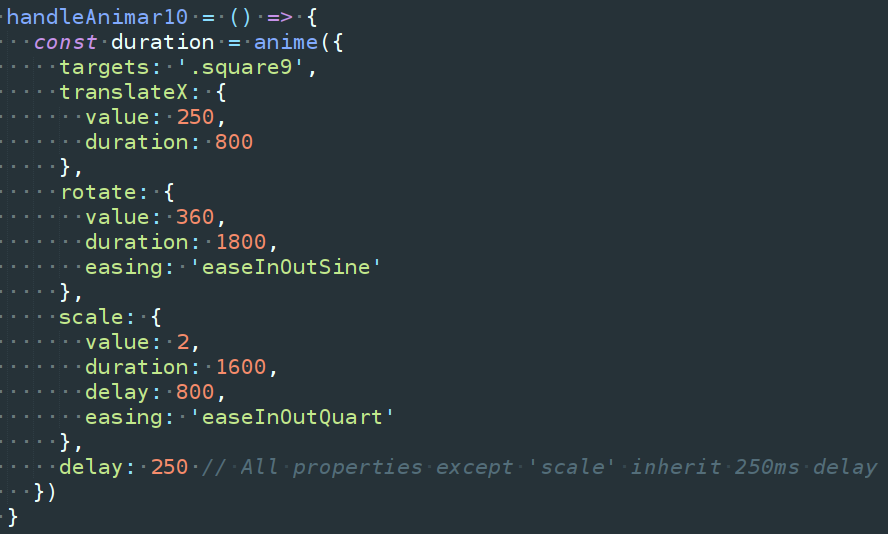 handleAnimar10 = () => {
const duration = anime({
targets: '.square9',
translateX: {
value: 250,
duration: 800
},
rotate: {
value: 360,
duration: 1800,
easing: 'easeInOutSine'
},
scale: {
value: 2,
duration: 1600,
delay: 800,
easing: 'easeInOutQuart'
},
delay: 250 // All properties except 'scale' inherit 250ms delay
})
}